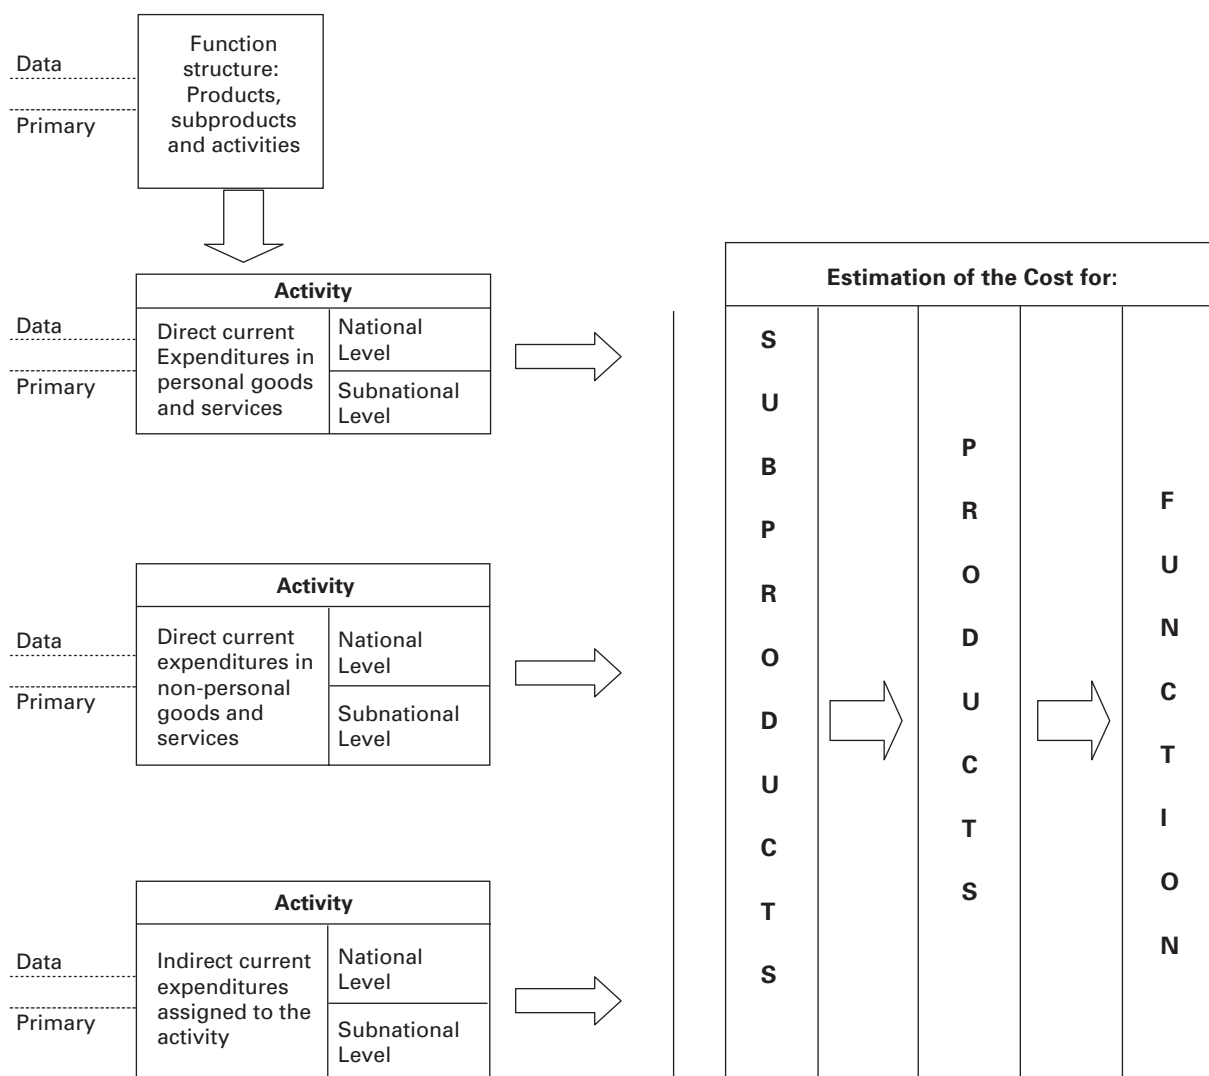 Data
Primary
Function
structure:
Products,
subproducts
and activities
Activity
Data
Primary
Direct current
Expenditures in
personal goods
and services
National
Level
Subnational
Level
Activity
Data
Primary
Direct current
expenditures in
non-personal
goods and
services
National
Level
Subnational
Level
Activity
Data
Primary
Indirect current
expenditures
assigned to the
activity
National
Level
Subnational
Level
Estimation of the Cost for:
SUBPRODUCTS
PRODUCTS
FUNCTION